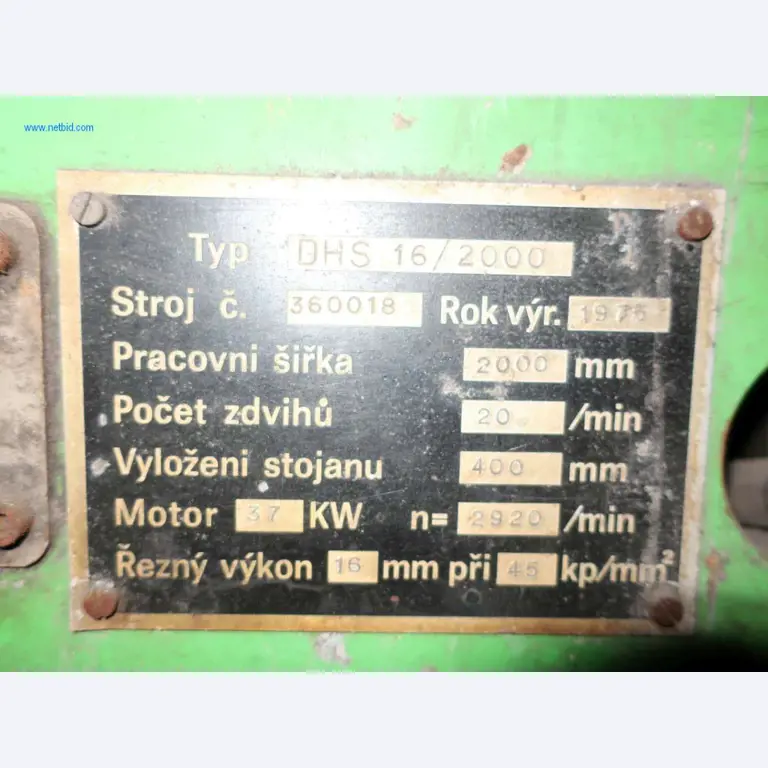 www.netbid.com
Typ DHS 16/2000
Stroj č. 360018 Rok výr. 1975
Pracovni šiřka 2000 mm
Počet zdvihů 20 /min
Vyloženi stojanu 400 mm
Motor 37 KW n= 2920 /min
Řezný výkon 16 mm při 45 kp/mm²